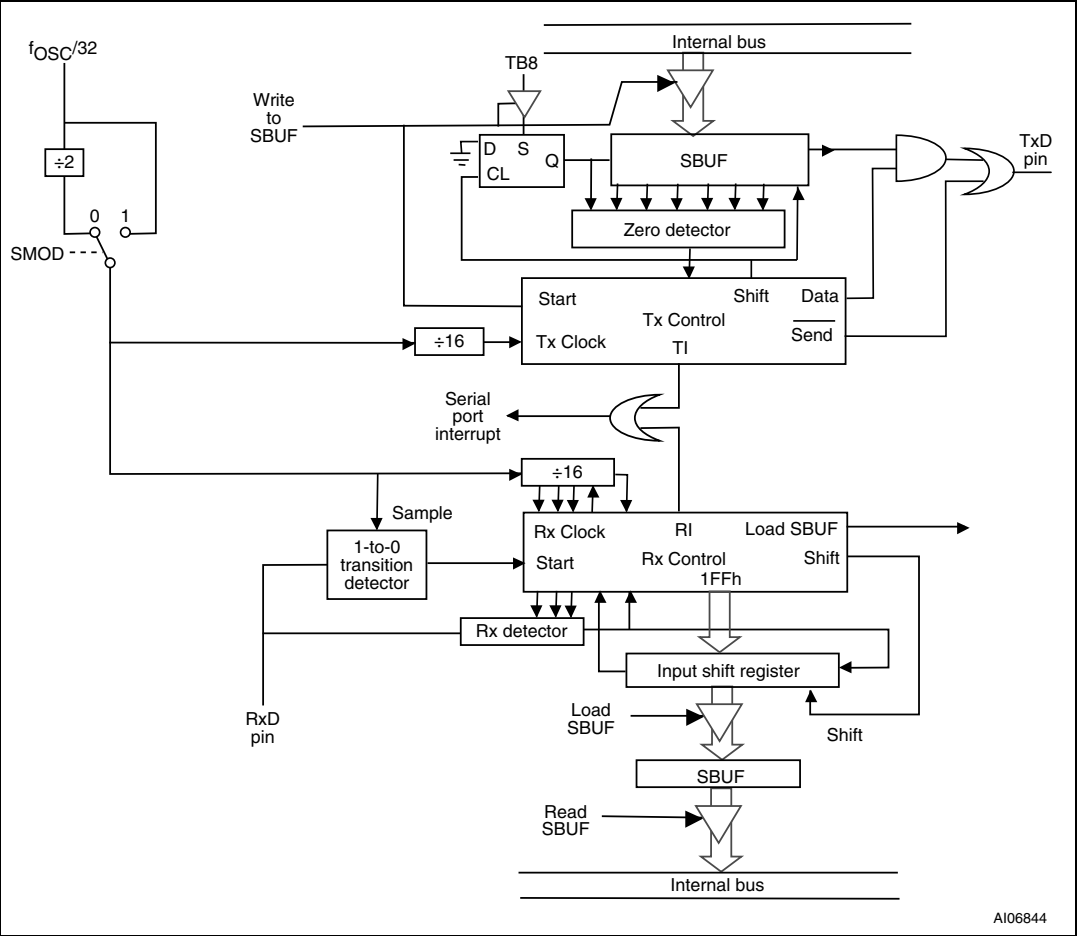 Internal bus
fOSC/32
TB8
Write
to
SBUF
TxD
pin
÷2
D S
Q
CL
SBUF
0 1
SMOD
Zero detector
Start
Shift
Data
Tx Control
Send
Tx Clock
TI
÷16
Serial
port
interrupt
÷16
Sample
Rx Clock
RI
Load SBUF
1-to-0
transition
detector
Start
Rx Control
Shift
1FFh
Rx detector
Input shift register
Load
SBUF
RxD
pin
Shift
SBUF
Read
SBUF
Internal bus
AI06844